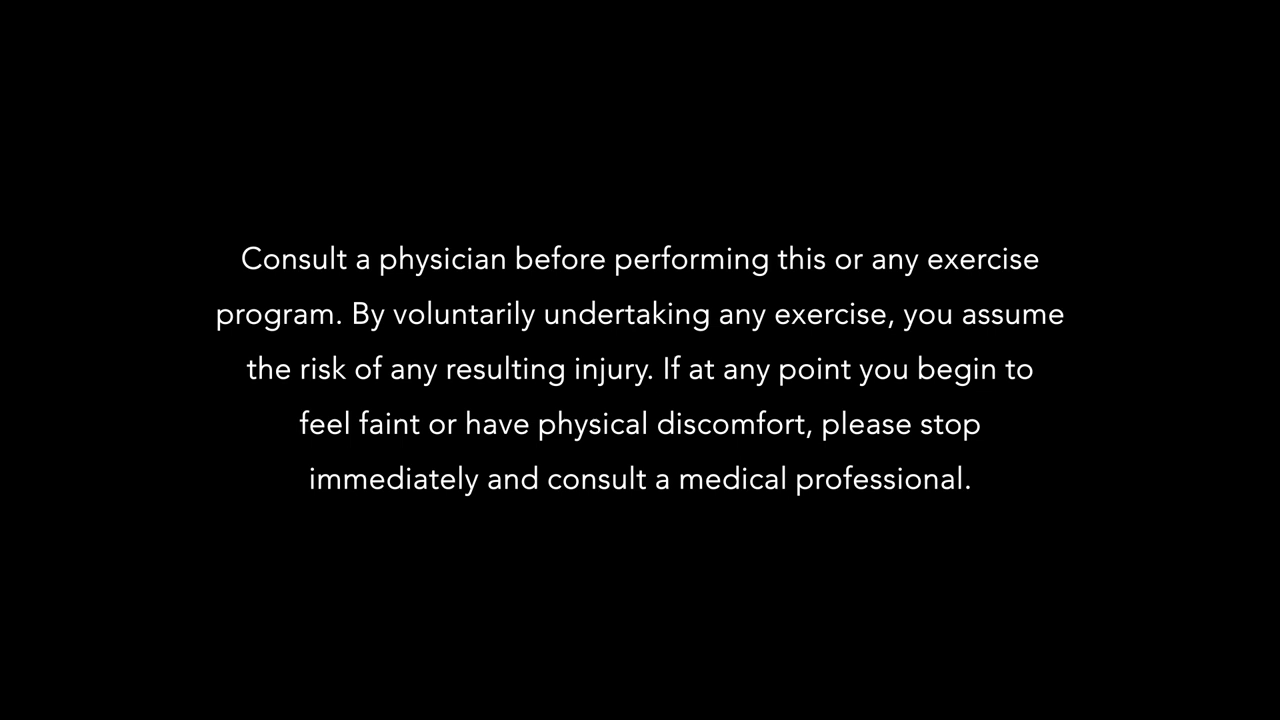 Consult a physician before performing this or any exercise
program. By voluntarily undertaking any exercise, you assume
the risk of any resulting injury. If at any point you begin to
feel faint or have physical discomfort, please stop
immediately and consult a medical professional.